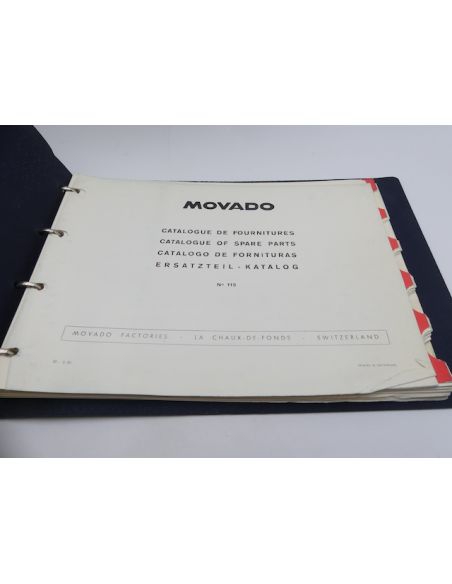 MOVADO
CATALOGUE DE FOURNITURES
CATALOGUE OF SPARE PARTS
CATALOGO DE FORNITURAS
ERSATZTEIL - KATALOG
MOVADO FACTORIES - LA CHAUX-DE-FONDS - SWITZERLAND